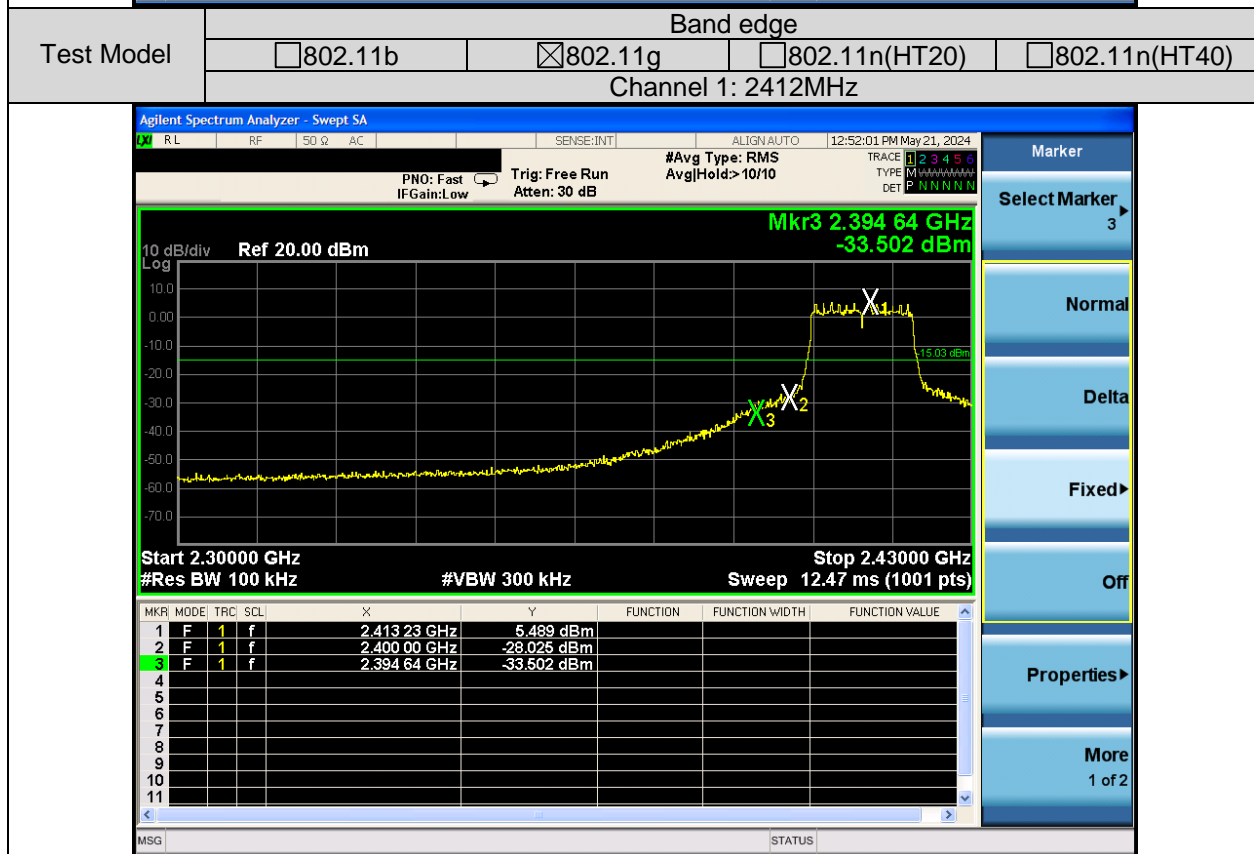 Test Model
Band edge
☐802.11b ☒802.11g ☐802.11n(HT20) ☐802.11n(HT40)
Channel 1: 2412MHz
Agilent Spectrum Analyzer - Swept SA
LXI RL RF 50 Ω AC SENSE:INT ALIGN AUTO 12:52:01 PM May 21, 2024
PNO: Fast
IFGain:Low
Trig: Free Run
Atten: 30 dB
#Avg Type: RMS
Avg|Hold:> 10/10
TRACE 1 2 3 4 5 6
TYPE M
DET P N N N N N
Mkr3 2.394 64 GHz
-33.502 dBm
10 dB/div Ref 20.00 dBm
Log
10.0
0.00
-10.0
-20.0
-30.0
-40.0
-50.0
-60.0
-70.0
1
-15.03 dBm
2
3
Start 2.30000 GHz Stop 2.43000 GHz
#Res BW 100 kHz #VBW 300 kHz Sweep 12.47 ms (1001 pts)
MKR MODE TRC SCL X Y FUNCTION FUNCTION WIDTH FUNCTION VALUE
1 F 1 f 2.413 23 GHz 5.489 dBm
2 F 1 f 2.400 00 GHz -28.025 dBm
3 F 1 f 2.394 64 GHz -33.502 dBm
4
5
6
7
8
9
10
11
MSG STATUS
Marker
Select Marker
3
Normal
Delta
Fixed
Off
Properties
More
1 of 2